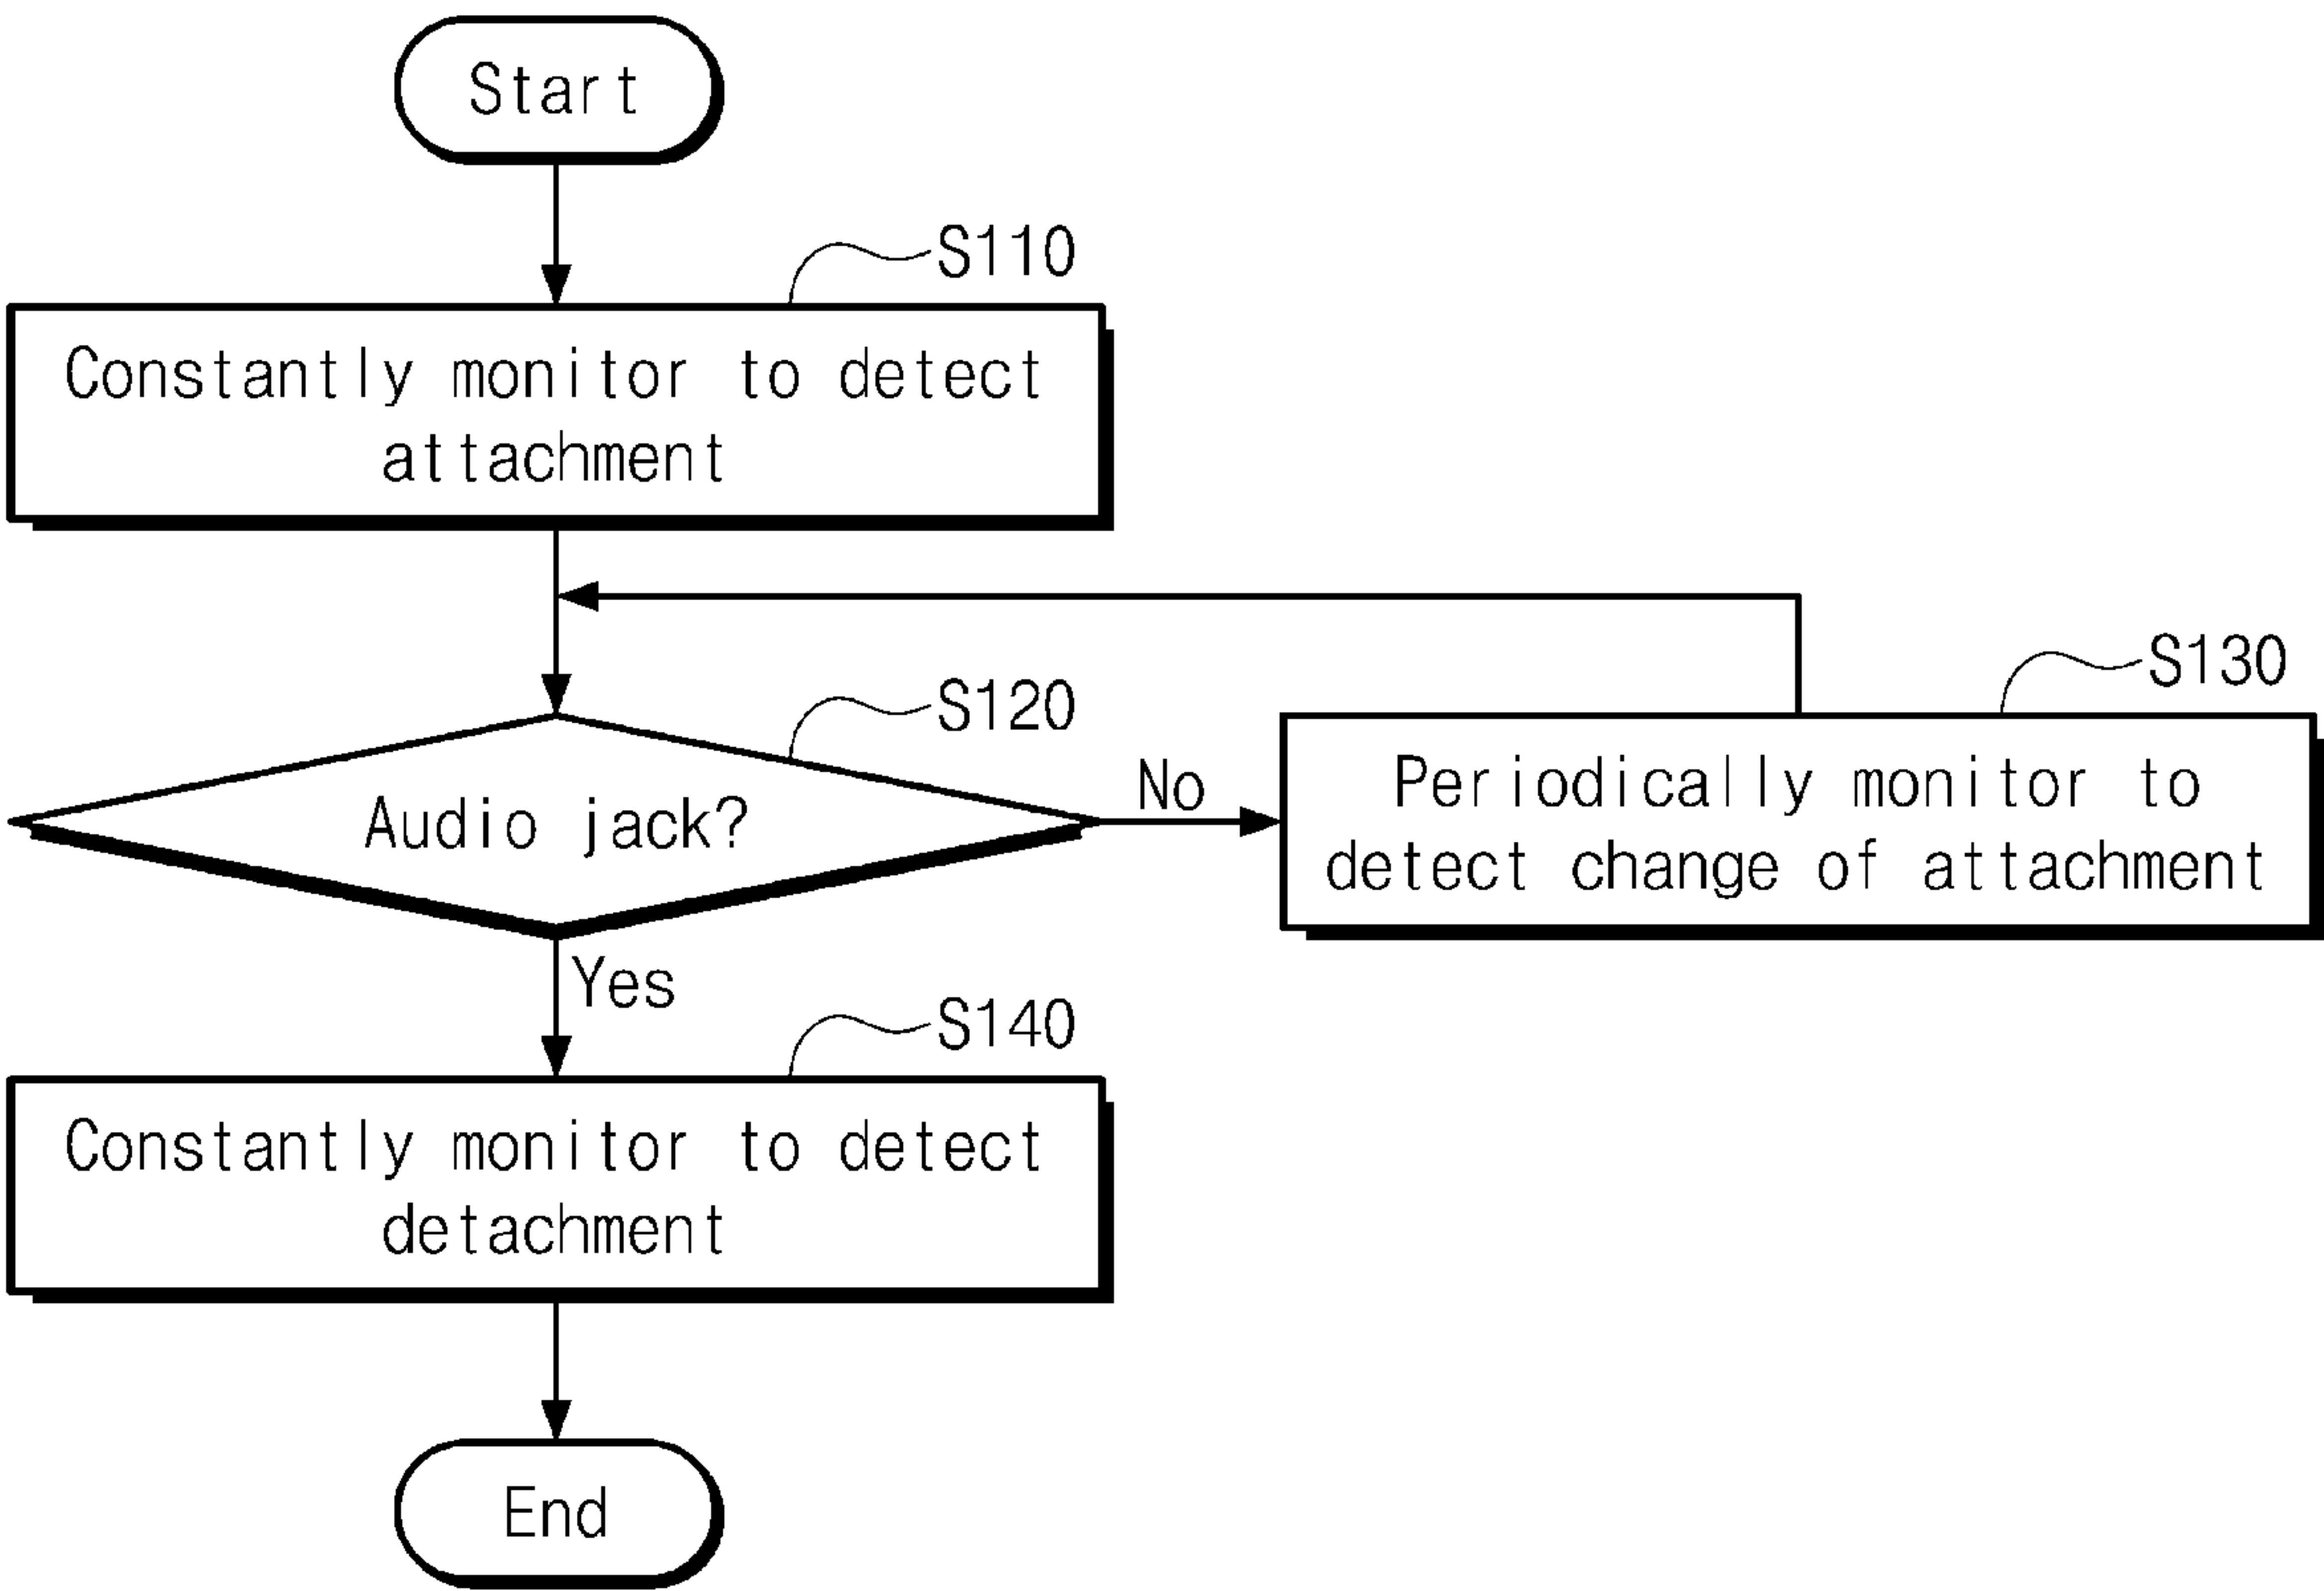 Start
S110
Constantly monitor to detect
attachment
S120
Audio jack?
No
S130
Periodically monitor to
detect change of attachment
Yes
S140
Constantly monitor to detect
detachment
End